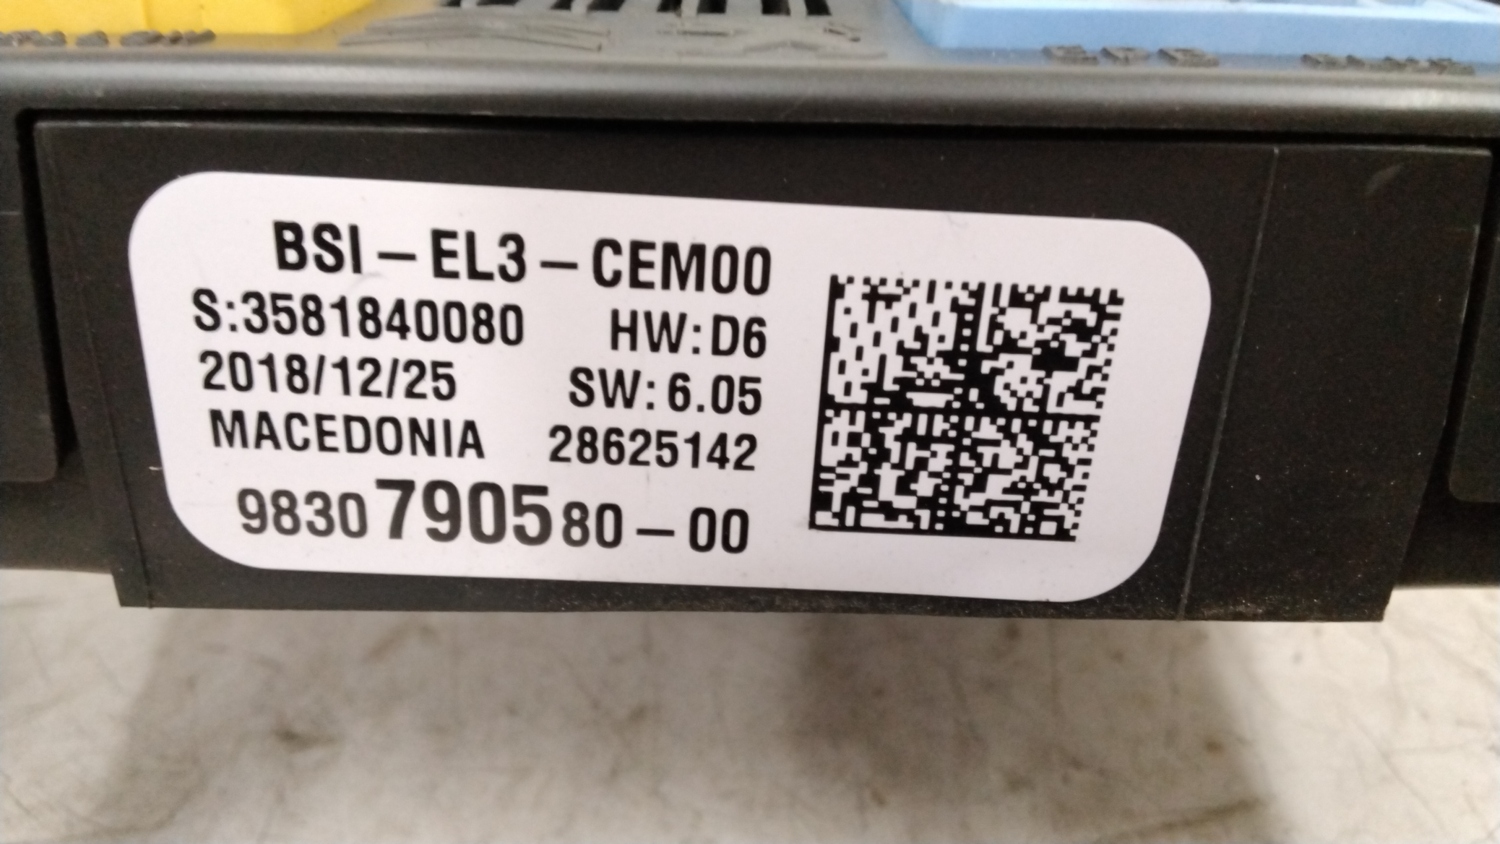 BSI-EL3-CEM00
S:3581840080 HW:D6
2018/12/25 SW:6.05
MACEDONIA 28625142
9830790580-00